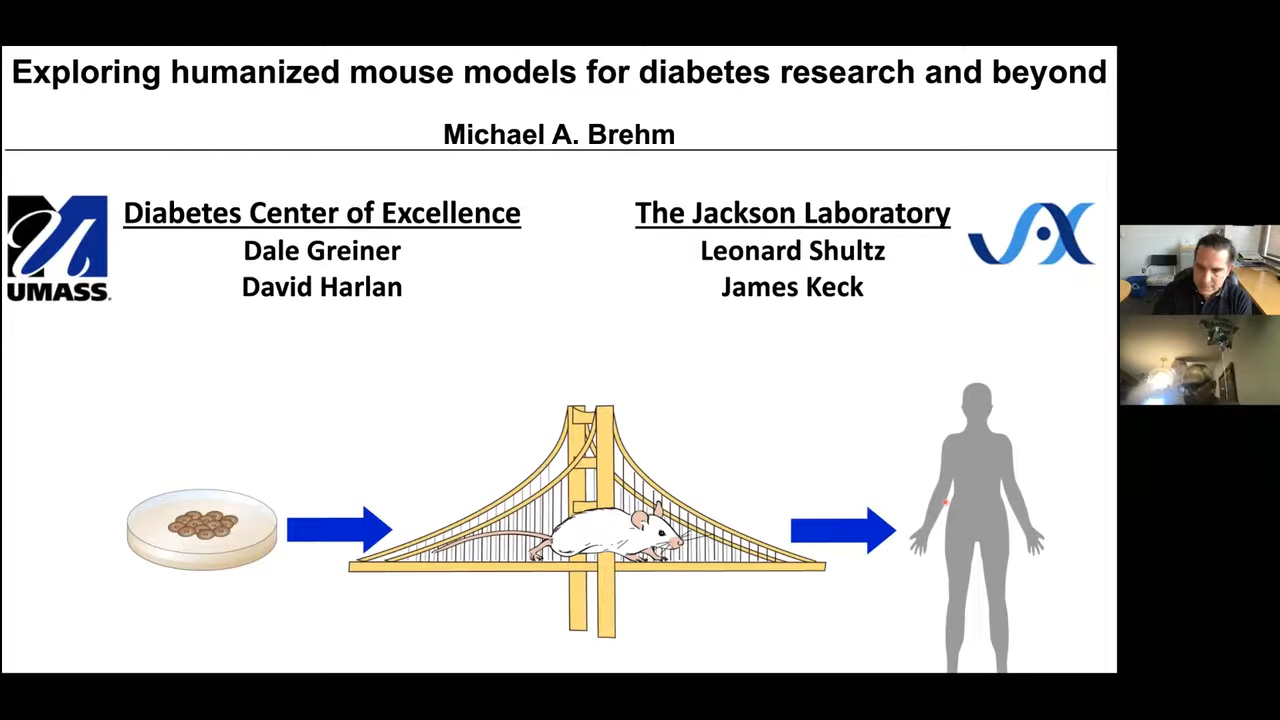 Exploring humanized mouse models for diabetes research and beyond
Michael A. Brehm
Diabetes Center of Excellence
Dale Greiner
David Harlan
The Jackson Laboratory
Leonard Shultz
James Keck
UMASS.
JAX